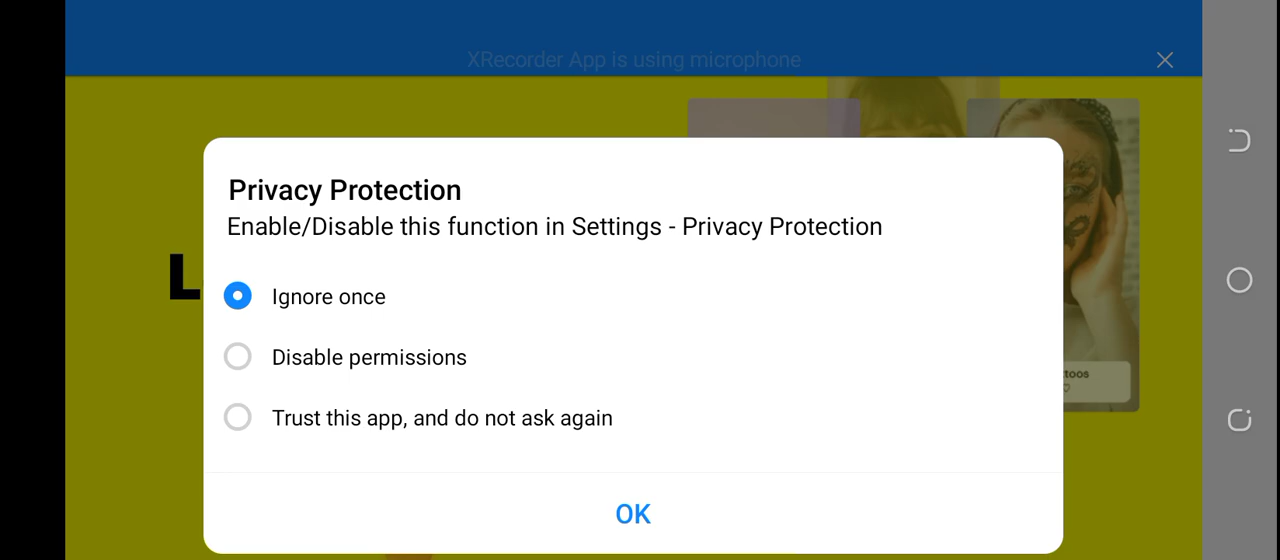 XRecorder App is using microphone
Privacy Protection
Enable/Disable this function in Settings - Privacy Protection
L
Ignore once
Disable permissions
ttoos
Trust this app, and do not ask again
OK